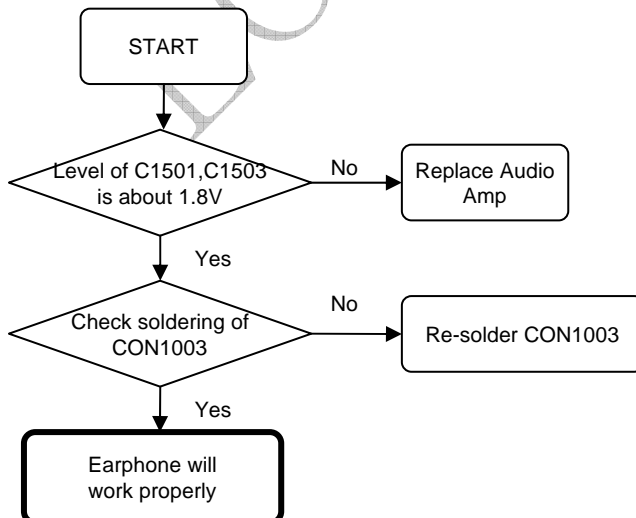 START
Level of C1501,C1503
is about 1.8V
No
Replace Audio
Amp
Yes
Check soldering of
CON1003
No
Re-solder CON1003
Yes
Earphone will
work properly